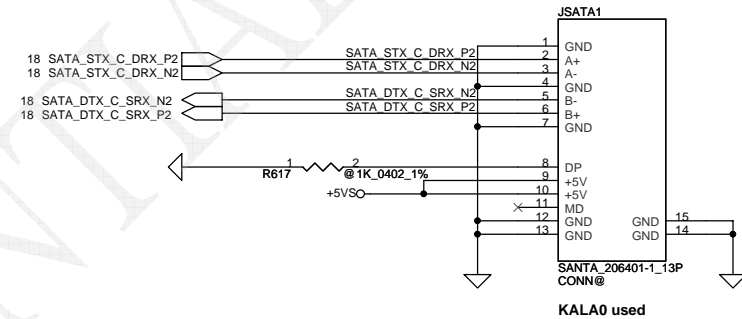 JSATA1
1 GND
18 SATA_STX_C_DRX_P2 SATA_STX_C_DRX_P2 2 A+
18 SATA_STX_C_DRX_N2 SATA_STX_C_DRX_N2 3 A-
4 GND
18 SATA_DTX_C_SRX_N2 SATA_DTX_C_SRX_N2 5 B-
18 SATA_DTX_C_SRX_P2 SATA_DTX_C_SRX_P2 6 B+
7 GND
R617 1 2 @1K_0402_1% 8 DP
9 +5V
+5VS 10 +5V
11 MD
12 GND GND 15
13 GND GND 14
SANTA_206401-1_13P
CONN@
KALA0 used